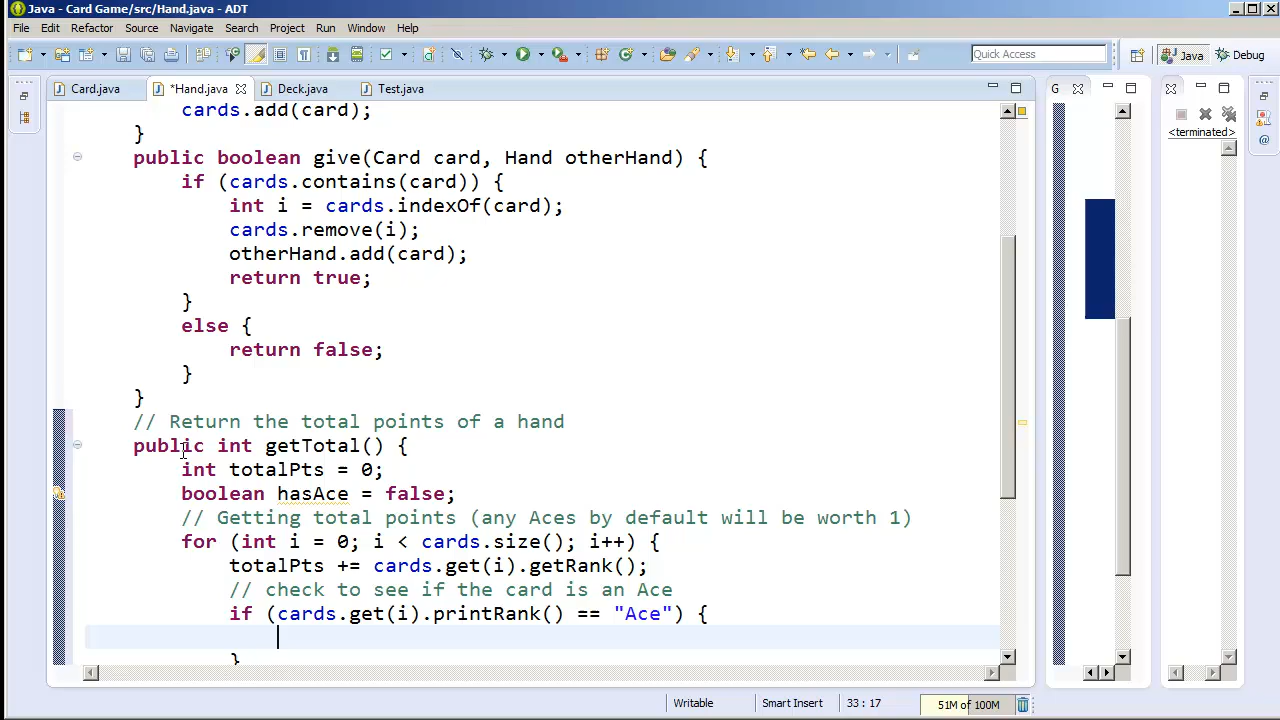 Java - Card Game/src/Hand.java - ADT
File Edit Refactor Source Navigate Search Project Run Window Help
Quick Access Java Debug
Card.java *Hand.java Deck.java Test.java G
cards.add(card);
<terminated>
}
public boolean give(Card card, Hand otherHand) {
if (cards.contains(card)) {
int i = cards.indexOf(card);
cards.remove(i);
otherHand.add(card);
return true;
}
else {
return false;
}
}
// Return the total points of a hand
public int getTotal() {
int totalPts = 0;
boolean hasAce = false;
// Getting total points (any Aces by default will be worth 1)
for (int i = 0; i < cards.size(); i++) {
totalPts += cards.get(i).getRank();
// check to see if the card is an Ace
if (cards.get(i).printRank() == "Ace") {
}
Writable Smart Insert 33 : 17 51M of 100M